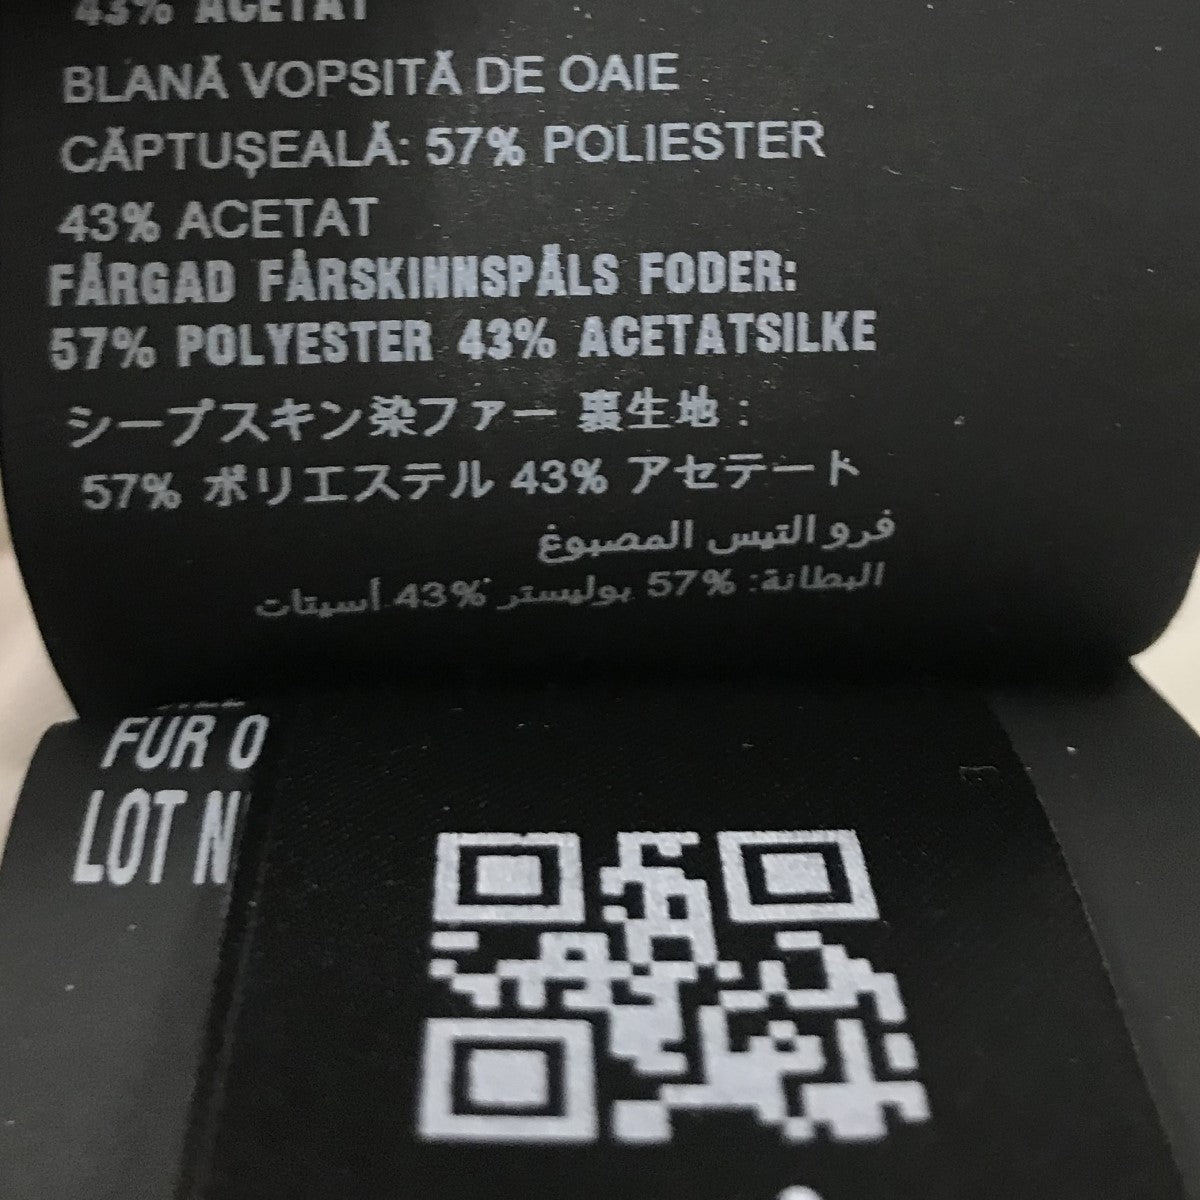 43% ACETAT
BLANĂ VOPSITĂ DE OAIE
CĂPTUȘEALĂ: 57% POLIESTER
43% ACETAT
FÄRGAD FÅRSKINNSPÄLS FODER:
57% POLYESTER 43% ACETATSILKE
シープスキン染ファー 裏生地：
57% ポリエステル 43% アセテート
فرو التيس المصبوغ
البطانة: 57% بوليستر 43% أسيتات
FUR O
LOT N